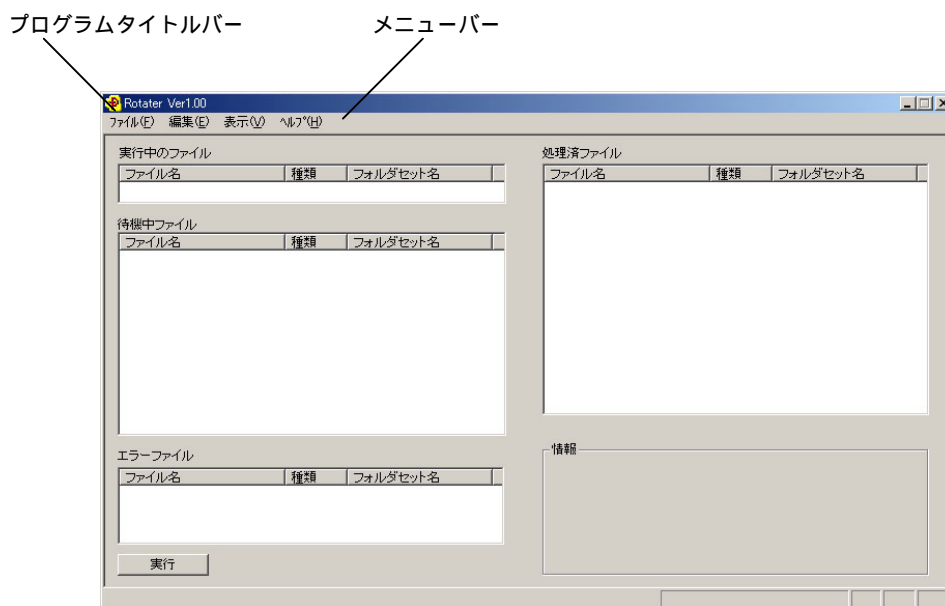 プログラムタイトルバー
メニューバー
Rotater Ver1.00
ファイル(F) 編集(E) 表示(V) ヘルプ(H)
実行中のファイル
ファイル名 種類 フォルダセット名
待機中ファイル
ファイル名 種類 フォルダセット名
エラーファイル
ファイル名 種類 フォルダセット名
実行
処理済ファイル
ファイル名 種類 フォルダセット名
情報